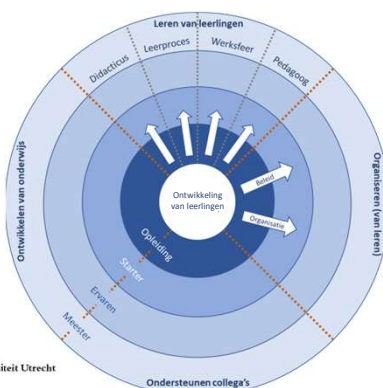 Leren van leerlingen
Didacticus
Leerproces
Werksfeer
Pedagoog
Ontwikkelen van onderwijs
Organiseren (van leren)
Ontwikkeling
van leerlingen
Beleid
Organisatie
Opleiding
Starter
Ervaren
Meester
siteit Utrecht
Ondersteunen collega's